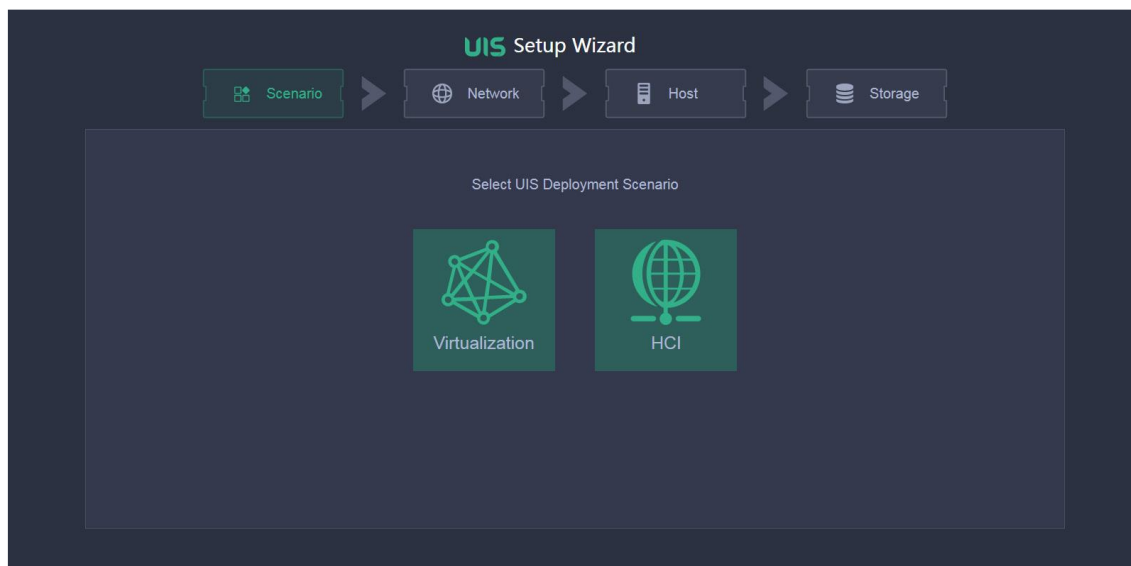 UIS Setup Wizard
Scenario Network Host Storage
Select UIS Deployment Scenario
Virtualization HCI